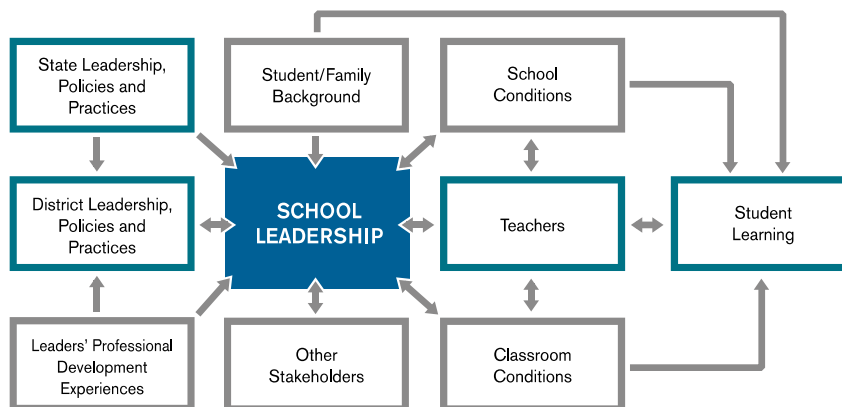 State Leadership,
Policies and
Practices
Student/Family
Background
School
Conditions
District Leadership,
Policies and
Practices
SCHOOL
LEADERSHIP
Teachers
Student
Learning
Leaders' Professional
Development
Experiences
Other
Stakeholders
Classroom
Conditions